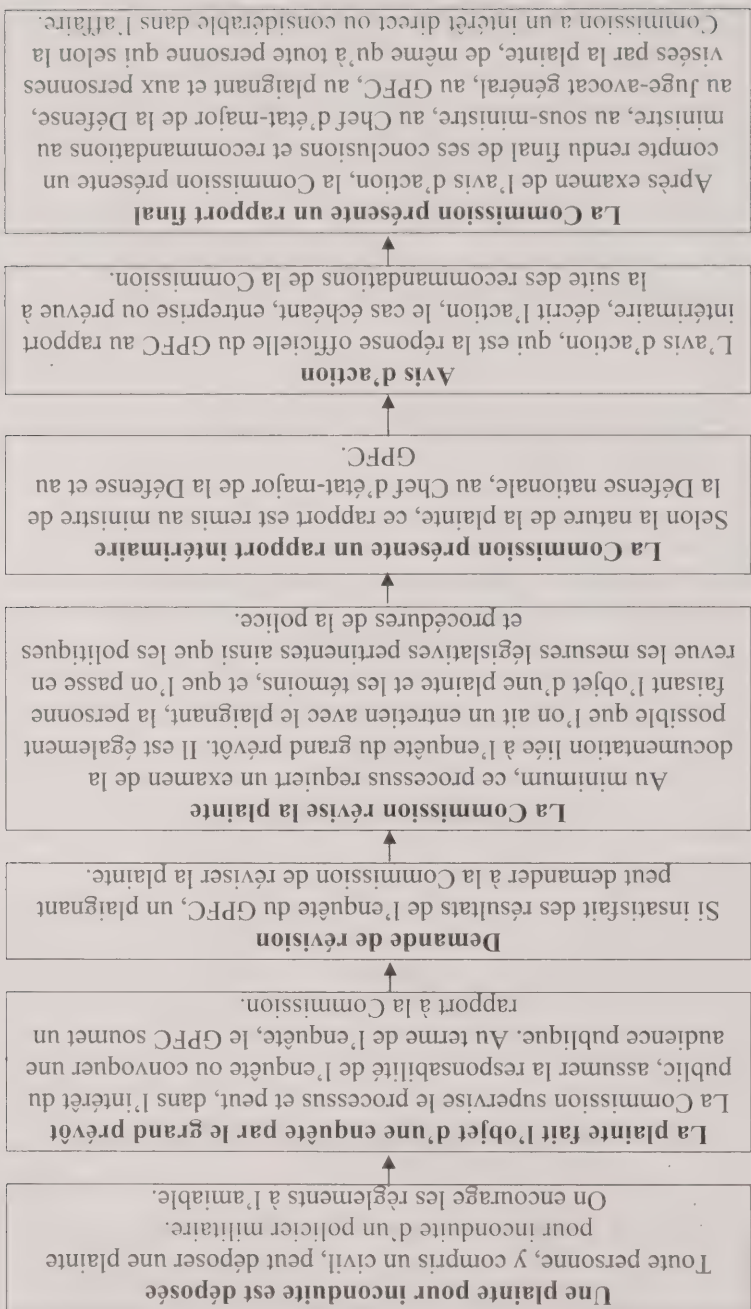 Une plainte pour inconduite est déposée
Toute personne, y compris un civil, peut déposer une plainte
pour inconduite d'un policier militaire.
On encourage les règlements à l'amiable.
La plainte fait l'objet d'une enquête par le grand prévôt
La Commission supervise le processus et peut, dans l'intérêt du
public, assumer la responsabilité de l'enquête ou convoquer une
audience publique. Au terme de l'enquête, le GPFC soumet un
rapport à la Commission.
Demande de révision
Si insatisfait des résultats de l'enquête du GPFC, un plaignant
peut demander à la Commission de réviser la plainte.
La Commission révise la plainte
Au minimum, ce processus requiert un examen de la
documentation liée à l'enquête du grand prévôt. Il est également
possible que l'on ait un entretien avec le plaignant, la personne
faisant l'objet d'une plainte et les témoins, et que l'on passe en
revue les mesures législatives pertinentes ainsi que les politiques
et procédures de la police.
La Commission présente un rapport intérimaire
Selon la nature de la plainte, ce rapport est remis au ministre de
la Défense nationale, au Chef d'état-major de la Défense et au
GPFC.
Avis d'action
L'avis d'action, qui est la réponse officielle du GPFC au rapport
intérimaire, décrit l'action, le cas échéant, entreprise ou prévue à
la suite des recommandations de la Commission.
La Commission présente un rapport final
Après examen de l'avis d'action, la Commission présente un
compte rendu final de ses conclusions et recommandations au
ministre, au sous-ministre, au Chef d'état-major de la Défense,
au Juge-avocat général, au GPFC, au plaignant et aux personnes
visées par la plainte, de même qu'à toute personne qui selon la
Commission a un intérêt direct ou considérable dans l'affaire.